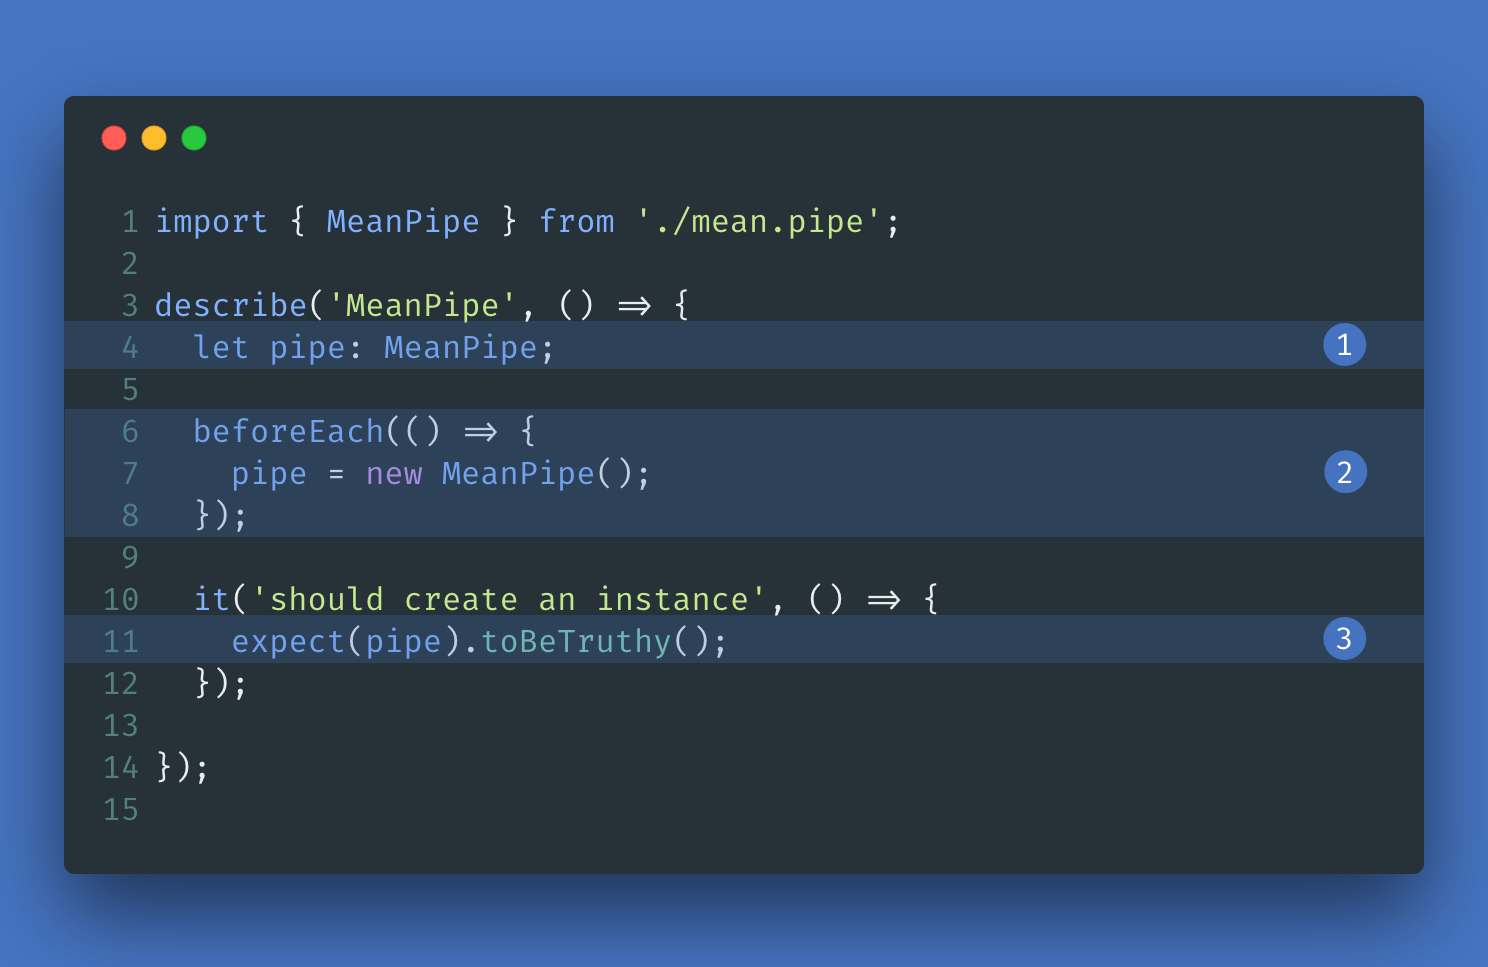 1 import { MeanPipe } from './mean.pipe';
2
3 describe('MeanPipe', () => {
4   let pipe: MeanPipe; 1
5
6   beforeEach(() => {
7     pipe = new MeanPipe(); 2
8   });
9
10   it('should create an instance', () => {
11     expect(pipe).toBeTruthy(); 3
12   });
13
14 });
15